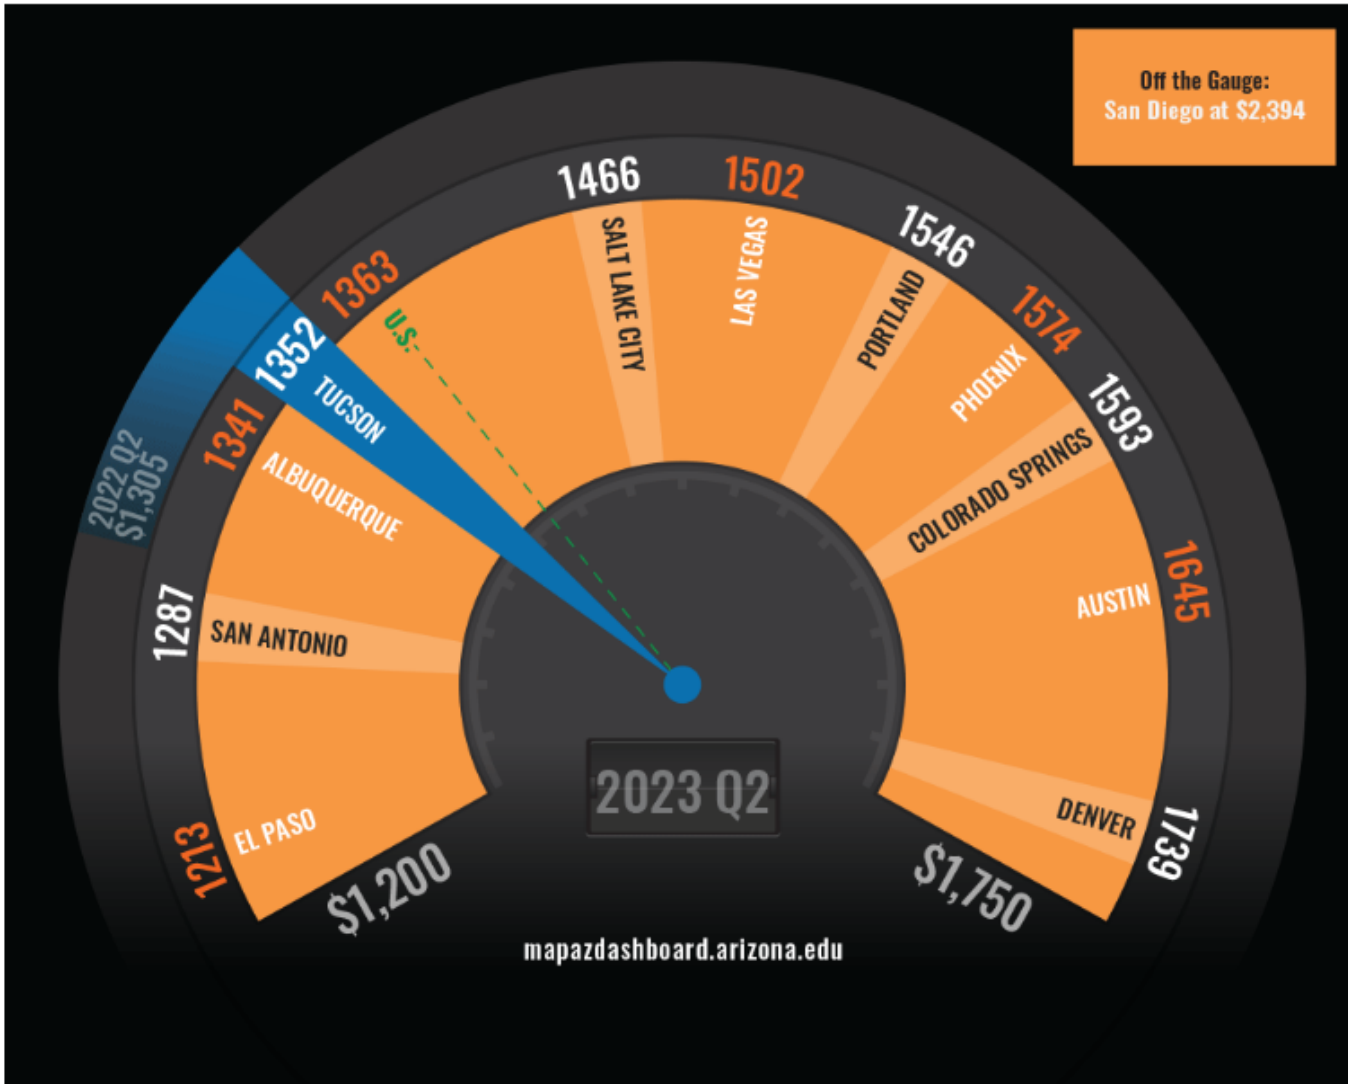 Off the Gauge:
San Diego at $2,394
1213
EL PASO
1287
SAN ANTONIO
2022 Q2
$1,305
1341
ALBUQUERQUE
1352
TUCSON
1363
U.S.
1466
SALT LAKE CITY
1502
LAS VEGAS
1546
PORTLAND
1574
PHOENIX
1593
COLORADO SPRINGS
1645
AUSTIN
1739
DENVER
2023 Q2
$1,200
$1,750
mapazdashboard.arizona.edu